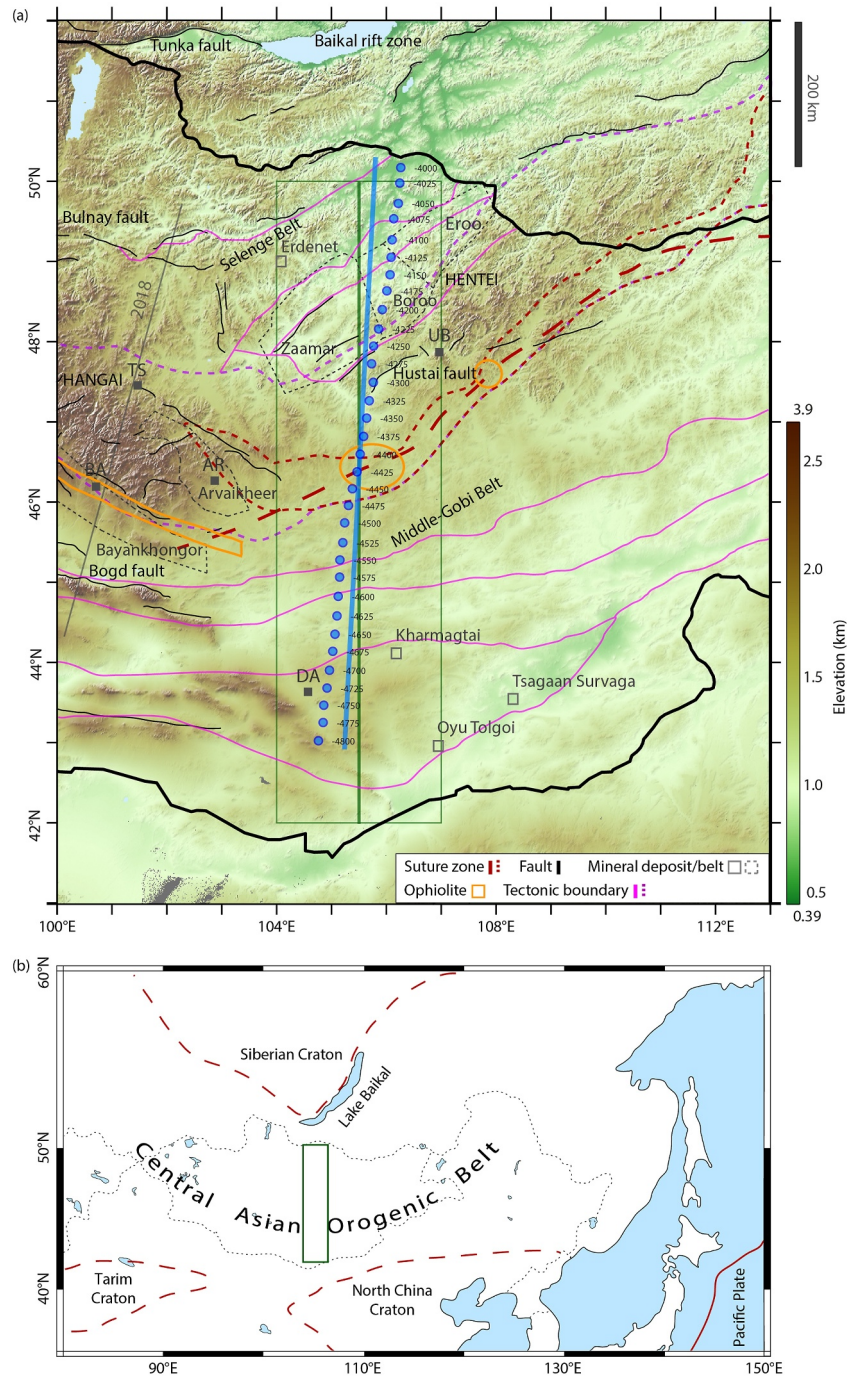 (a)
Tunka fault
Baikal rift zone
200 km
50°N
-4000
-4025
-4050
Bulnay fault
-4075
Eroo
Selenge Belt
-4100
Erdenet
-4125
-4150
HENTEI
-4175
2018
Boroo
-4200
-4225
UB
48°N
Zaamar
-4250
-4275
TS
Hustai fault
HANGAI
-4300
-4325
-4350
3.9
-4375
-4400
AR
-4425
BA
2.5
-4450
Arvaikheer
46°N
-4475
Middle-Gobi Belt
-4500
-4525
Bayankhongor
-4550
Bogd fault
2.0
-4575
-4600
-4625
Kharmagtai
-4650
-4675
44°N
1.5
DA
-4700
Tsagaan Survaga
-4725
-4750
Oyu Tolgoi
-4775
-4800
Elevation (km)
1.0
42°N
Suture zone Fault Mineral deposit/belt
Ophiolite Tectonic boundary
0.5
0.39
100°E 104°E 108°E 112°E
(b)
60°N
Siberian Craton
Lake Baikal
50°N
Central Asian Orogenic Belt
40°N
Tarim
Craton
North China
Craton
Pacific Plate
90°E 110°E 130°E 150°E